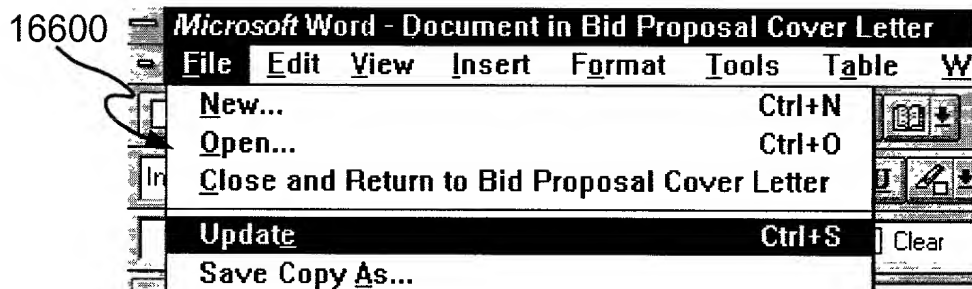 16600
Microsoft Word - Document in Bid Proposal Cover Letter
File Edit View Insert Format Tools Table W
New... Ctrl+N
Open... Ctrl+O
In
Close and Return to Bid Proposal Cover Letter
Update Ctrl+S
Clear
Save Copy As...